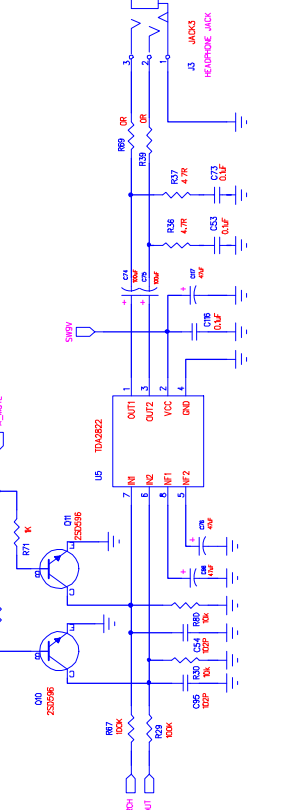 JACK3
J3
HEADPHONE JACK
3
2
1
R69
0R
R39
0R
R37
4.7R
C73
0.1uF
R36
4.7R
C53
0.1uF
C74
100uF
C75
100uF
C117
47uF
SW9V
C116
0.1uF
1
3
2
4
OUT1
OUT2
VCC
GND
TDA2822
U5
IN1
IN2
NF1
NF2
7
6
8
5
Q11
2SD596
R71
1K
Q10
2SD596
47uF
47uF
R80
10k
C54
102P
R30
10k
C95
102P
R67
100K
R29
100K